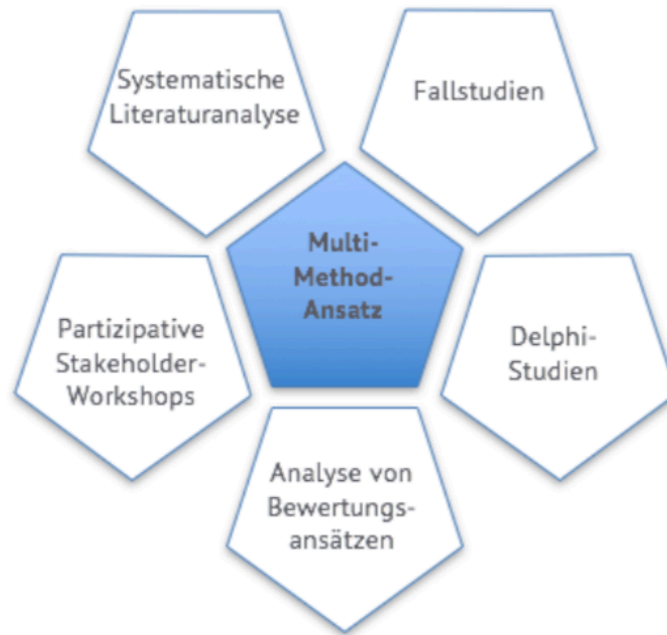 Systematische
Literaturanalyse
Fallstudien
Multi-
Method-
Ansatz
Partizipative
Stakeholder-
Workshops
Delphi-
Studien
Analyse von
Bewertungs-
ansätzen